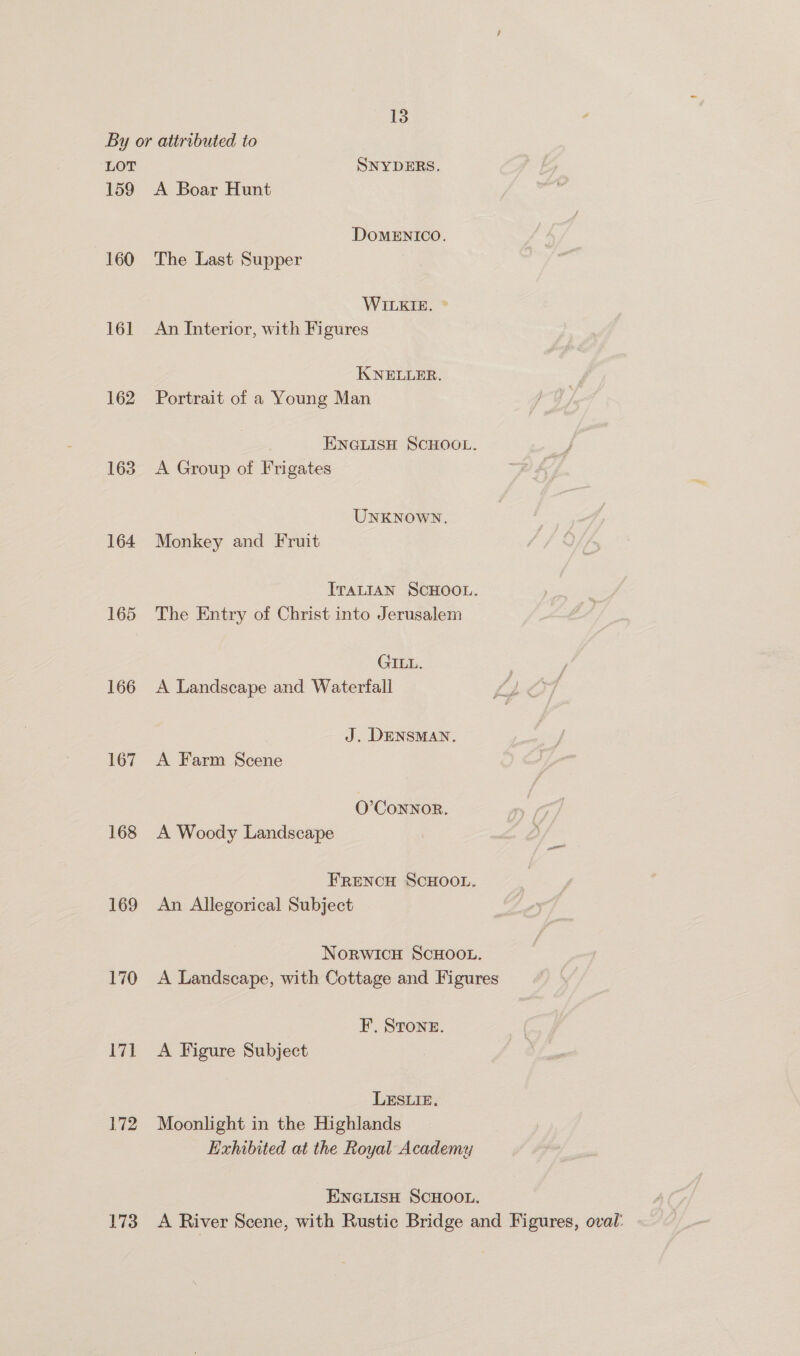 13
By or attributed to
LOT SNYDERS.
159 A Boar Hunt
DOMENICO.
160 The Last Supper
WILKIE.
161 An Interior, with Figures
KNELLER.
162 Portrait of a Young Man
ENGLISH SCHOOL.
163 A Group of Frigates
UNKNOWN.
164 Monkey and Fruit
ITALIAN SCHOOL.
165 The Entry of Christ into Jerusalem
GILL.
166 A Landscape and Waterfall
J. DENSMAN.
167 A Farm Scene
O'CONNOR.
168 A Woody Landscape
FRENCH SCHOOL.
169 An Allegorical Subject
NORWICH SCHOOL.
170 A Landscape, with Cottage and Figures
F. STONE.
171 A Figure Subject
LESLIE.
172 Moonlight in the Highlands
Exhibited at the Royal Academy
ENGLISH SCHOOL.
173 A River Scene, with Rustic Bridge and Figures, oval